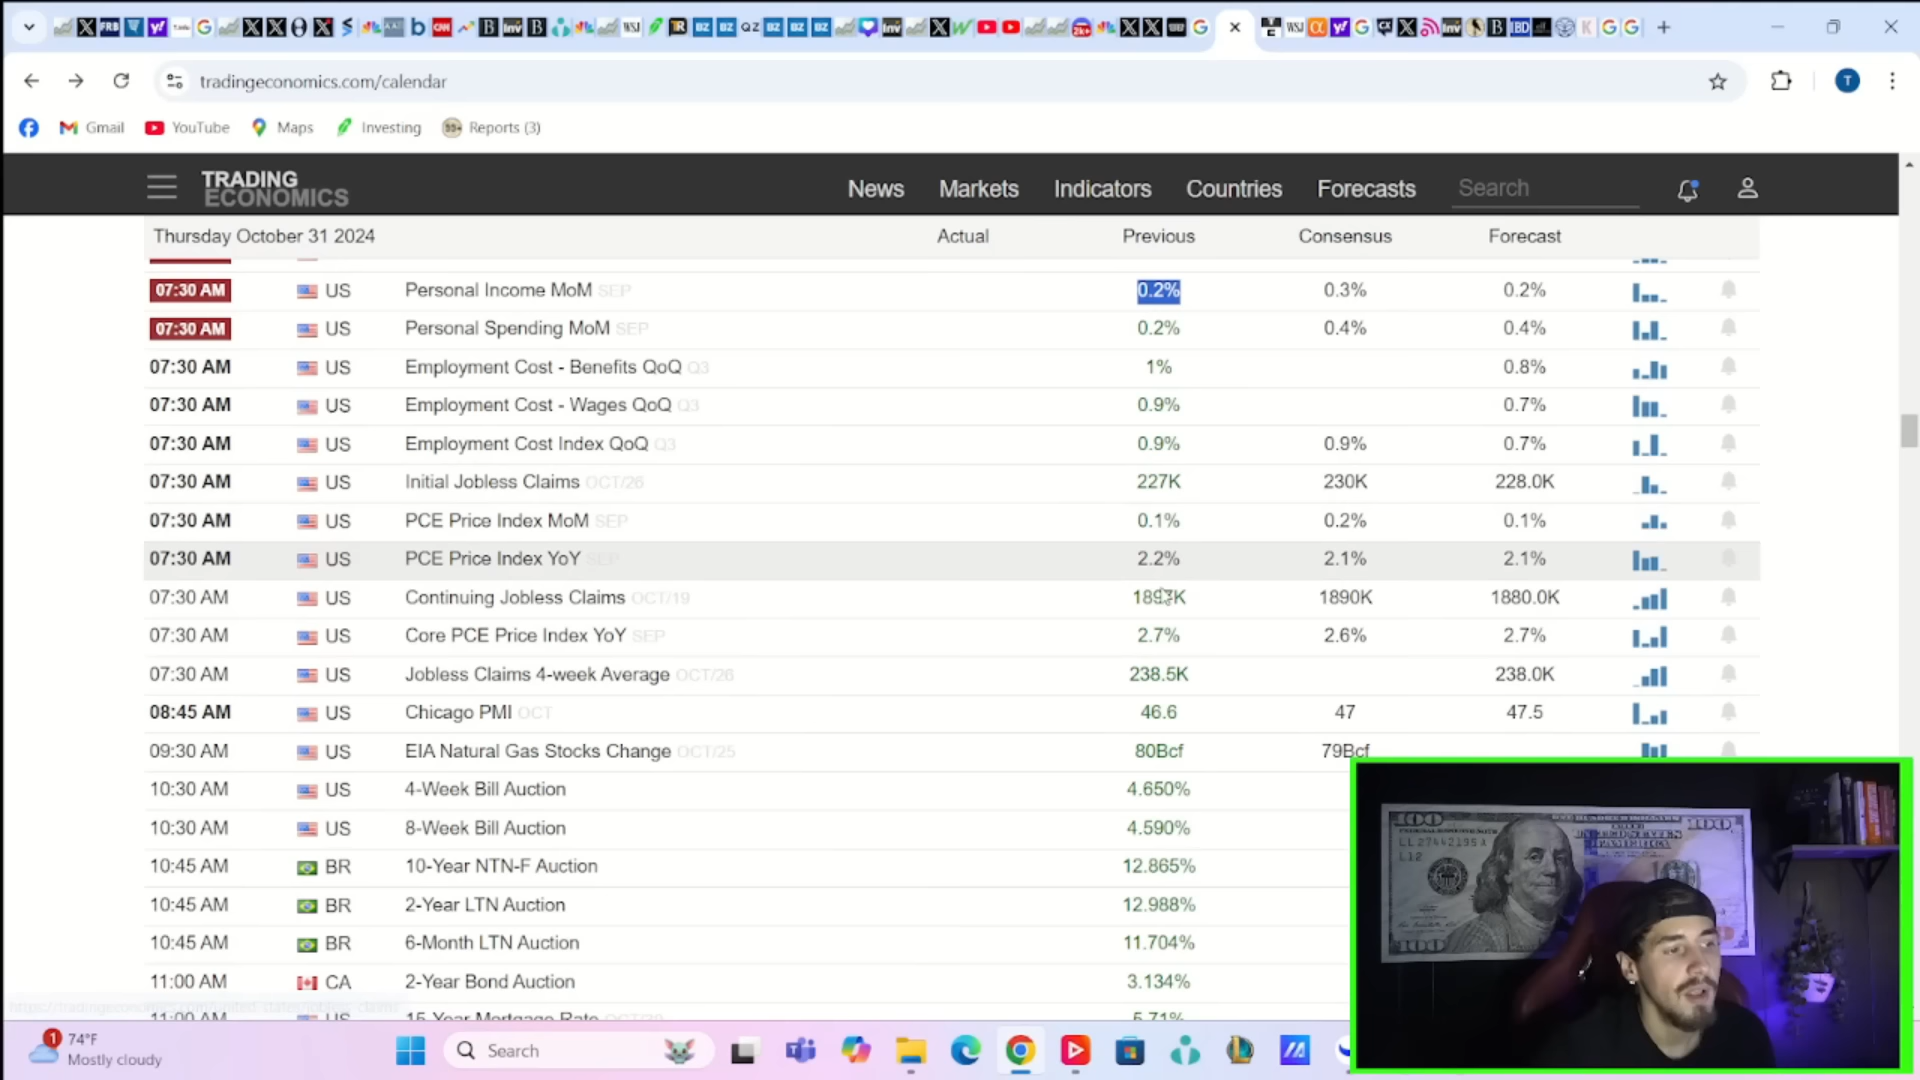 tradingeconomics.com/calendar
T
Gmail YouTube Maps Investing Reports (3)
TRADING
ECONOMICS
News Markets Indicators Countries Forecasts Search
Thursday October 31 2024 Actual Previous Consensus Forecast
07:30 AM US Personal Income MoM SEP 0.2% 0.3% 0.2%
07:30 AM US Personal Spending MoM SEP 0.2% 0.4% 0.4%
07:30 AM US Employment Cost - Benefits QoQ Q3 1% 0.8%
07:30 AM US Employment Cost - Wages QoQ Q3 0.9% 0.7%
07:30 AM US Employment Cost Index QoQ Q3 0.9% 0.9% 0.7%
07:30 AM US Initial Jobless Claims OCT/26 227K 230K 228.0K
07:30 AM US PCE Price Index MoM SEP 0.1% 0.2% 0.1%
07:30 AM US PCE Price Index YoY SEP 2.2% 2.1% 2.1%
07:30 AM US Continuing Jobless Claims OCT/19 1890K 1880.0K
07:30 AM US Core PCE Price Index YoY SEP 2.7% 2.6% 2.7%
07:30 AM US Jobless Claims 4-week Average OCT/26 238.5K 238.0K
08:45 AM US Chicago PMI OCT 46.6 47 47.5
09:30 AM US EIA Natural Gas Stocks Change OCT/25 80Bcf 79Bcf
10:30 AM US 4-Week Bill Auction 4.650%
10:30 AM US 8-Week Bill Auction 4.590%
10:45 AM BR 10-Year NTN-F Auction 12.865%
10:45 AM BR 2-Year LTN Auction 12.988%
10:45 AM BR 6-Month LTN Auction 11.704%
11:00 AM CA 2-Year Bond Auction 3.134%
11:00 AM US 15-Year Mortgage Rate 5.71%
1
74°F
Mostly cloudy
Search
100 100
100